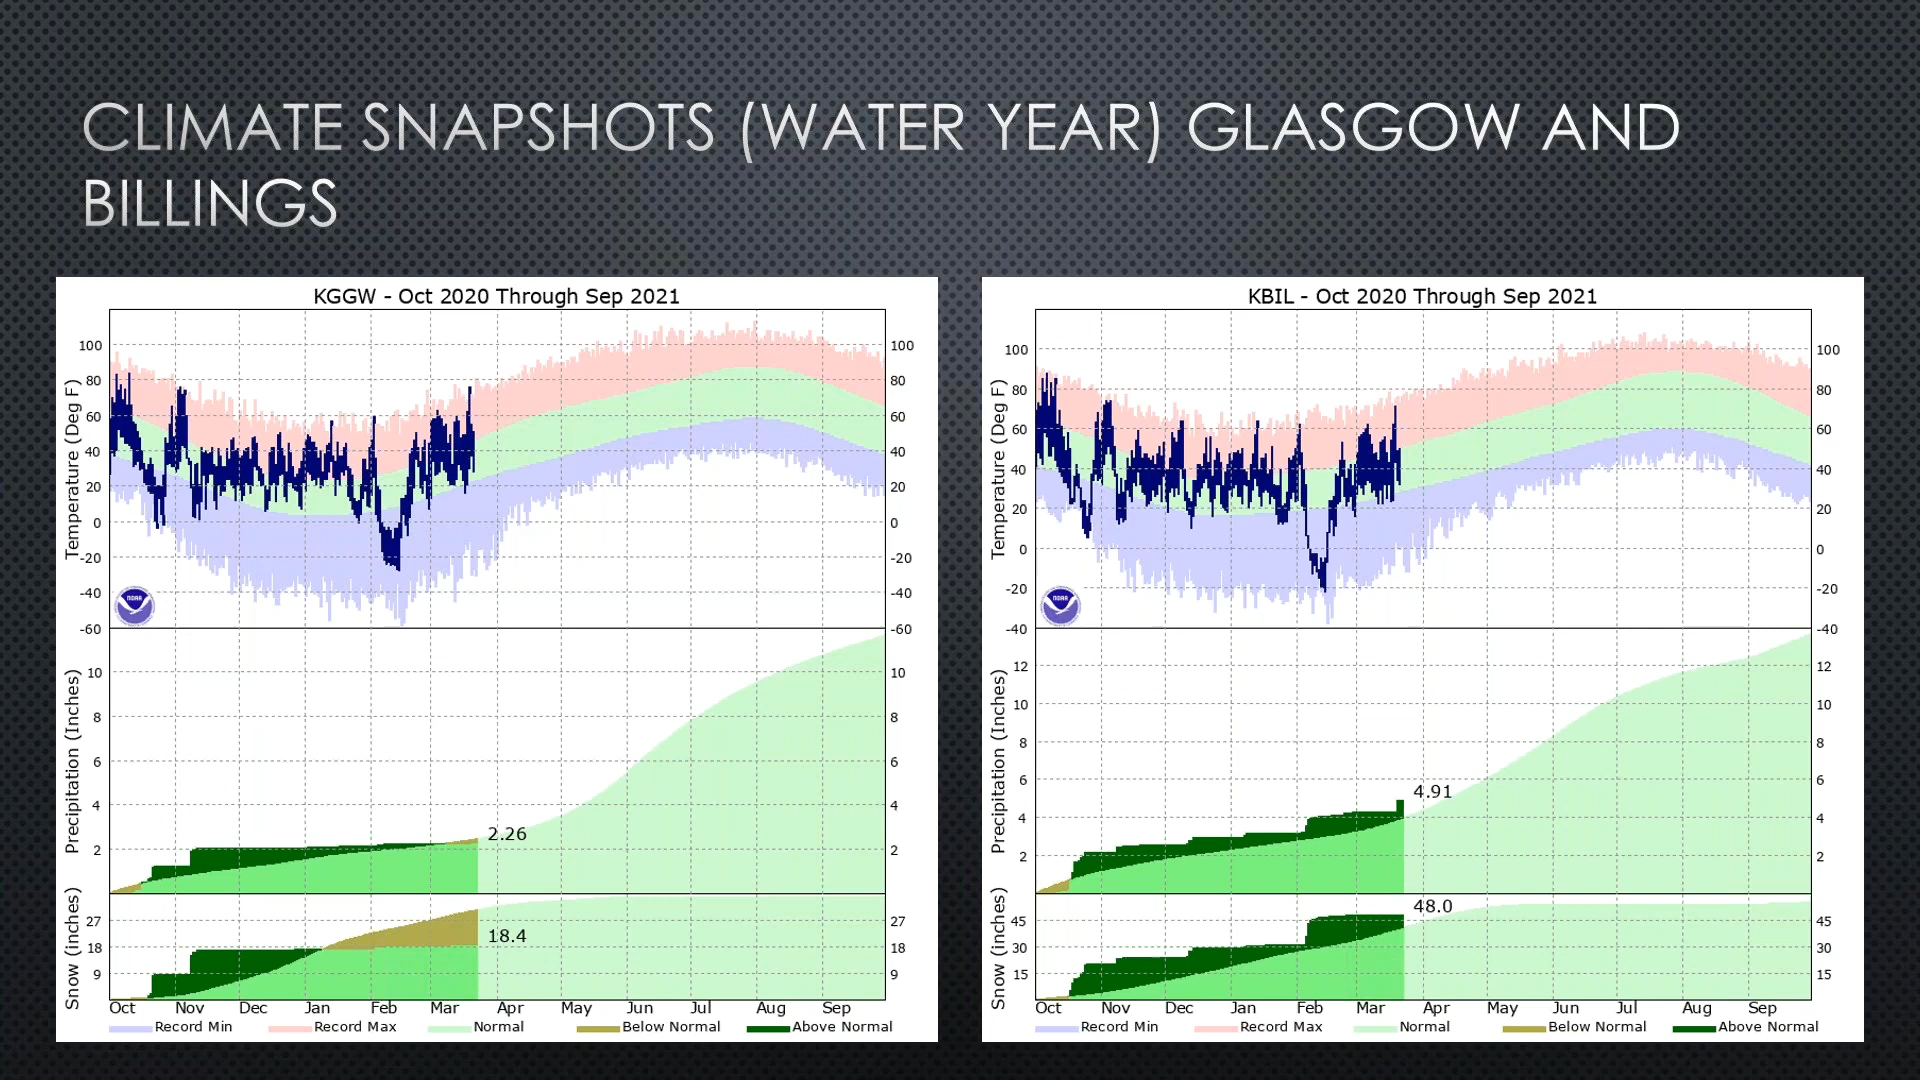 CLIMATE SNAPSHOTS (WATER YEAR) GLASGOW AND
BILLINGS
KGGW - Oct 2020 Through Sep 2021
Temperature (Deg F)
100 100
80 80
60 60
40 40
20 20
0 0
-20 -20
-40 -40
-60 -60
NOAA
Precipitation (Inches)
10 10
8 8
6 6
4 4
2.26
2 2
Snow (inches)
27 27
18 18.4 18
9 9
Oct Nov Dec Jan Feb Mar Apr May Jun Jul Aug Sep
Record Min Record Max Normal Below Normal Above Normal
KBIL - Oct 2020 Through Sep 2021
Temperature (Deg F)
100 100
80 80
60 60
40 40
20 20
0 0
-20 -20
-40 -40
NOAA
Precipitation (Inches)
12 12
10 10
8 8
6 6
4.91
4 4
2 2
Snow (inches)
48.0
45 45
30 30
15 15
Oct Nov Dec Jan Feb Mar Apr May Jun Jul Aug Sep
Record Min Record Max Normal Below Normal Above Normal